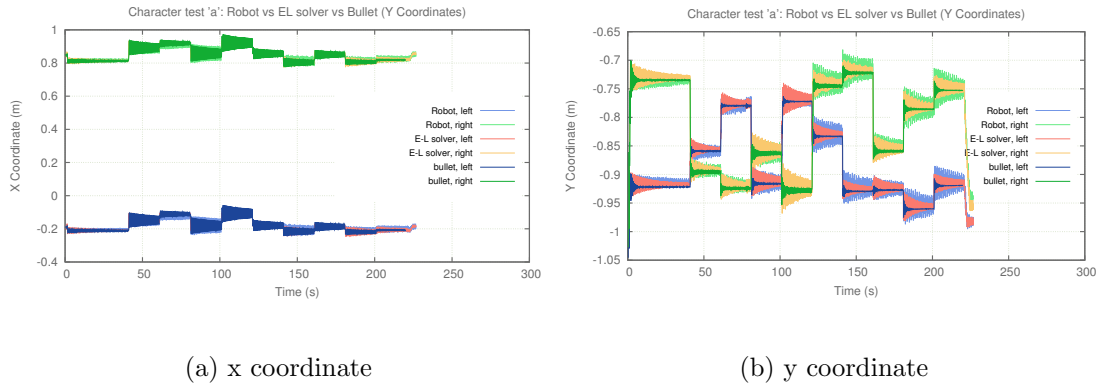 Character test 'a': Robot vs EL solver vs Bullet (Y Coordinates)
1
0.8
0.6
0.4
0.2
0
-0.2
-0.4
X Coordinate (m)
Robot, left
Robot, right
E-L solver, left
E-L solver, right
bullet, left
bullet, right
0 50 100 150 200 250 300
Time (s)
(a) x coordinate
Character test 'a': Robot vs EL solver vs Bullet (Y Coordinates)
-0.65
-0.7
-0.75
-0.8
-0.85
-0.9
-0.95
-1
-1.05
Y Coordinate (m)
Robot, left
Robot, right
E-L solver, left
E-L solver, right
bullet, left
bullet, right
0 50 100 150 200 250 300
Time (s)
(b) y coordinate